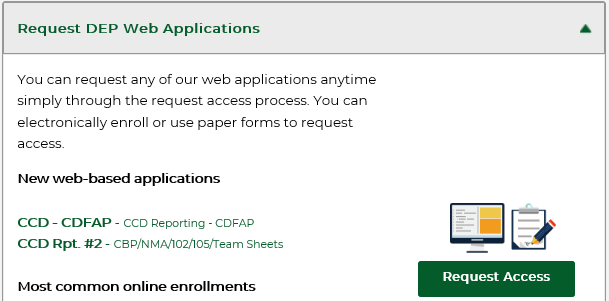 Request DEP Web Applications
You can request any of our web applications anytime
simply through the request access process. You can
electronically enroll or use paper forms to request
access.
New web-based applications
CCD - CDFAP - CCD Reporting - CDFAP
CCD Rpt. #2 - CBP/NMA/102/105/Team Sheets
Request Access
Most common online enrollments